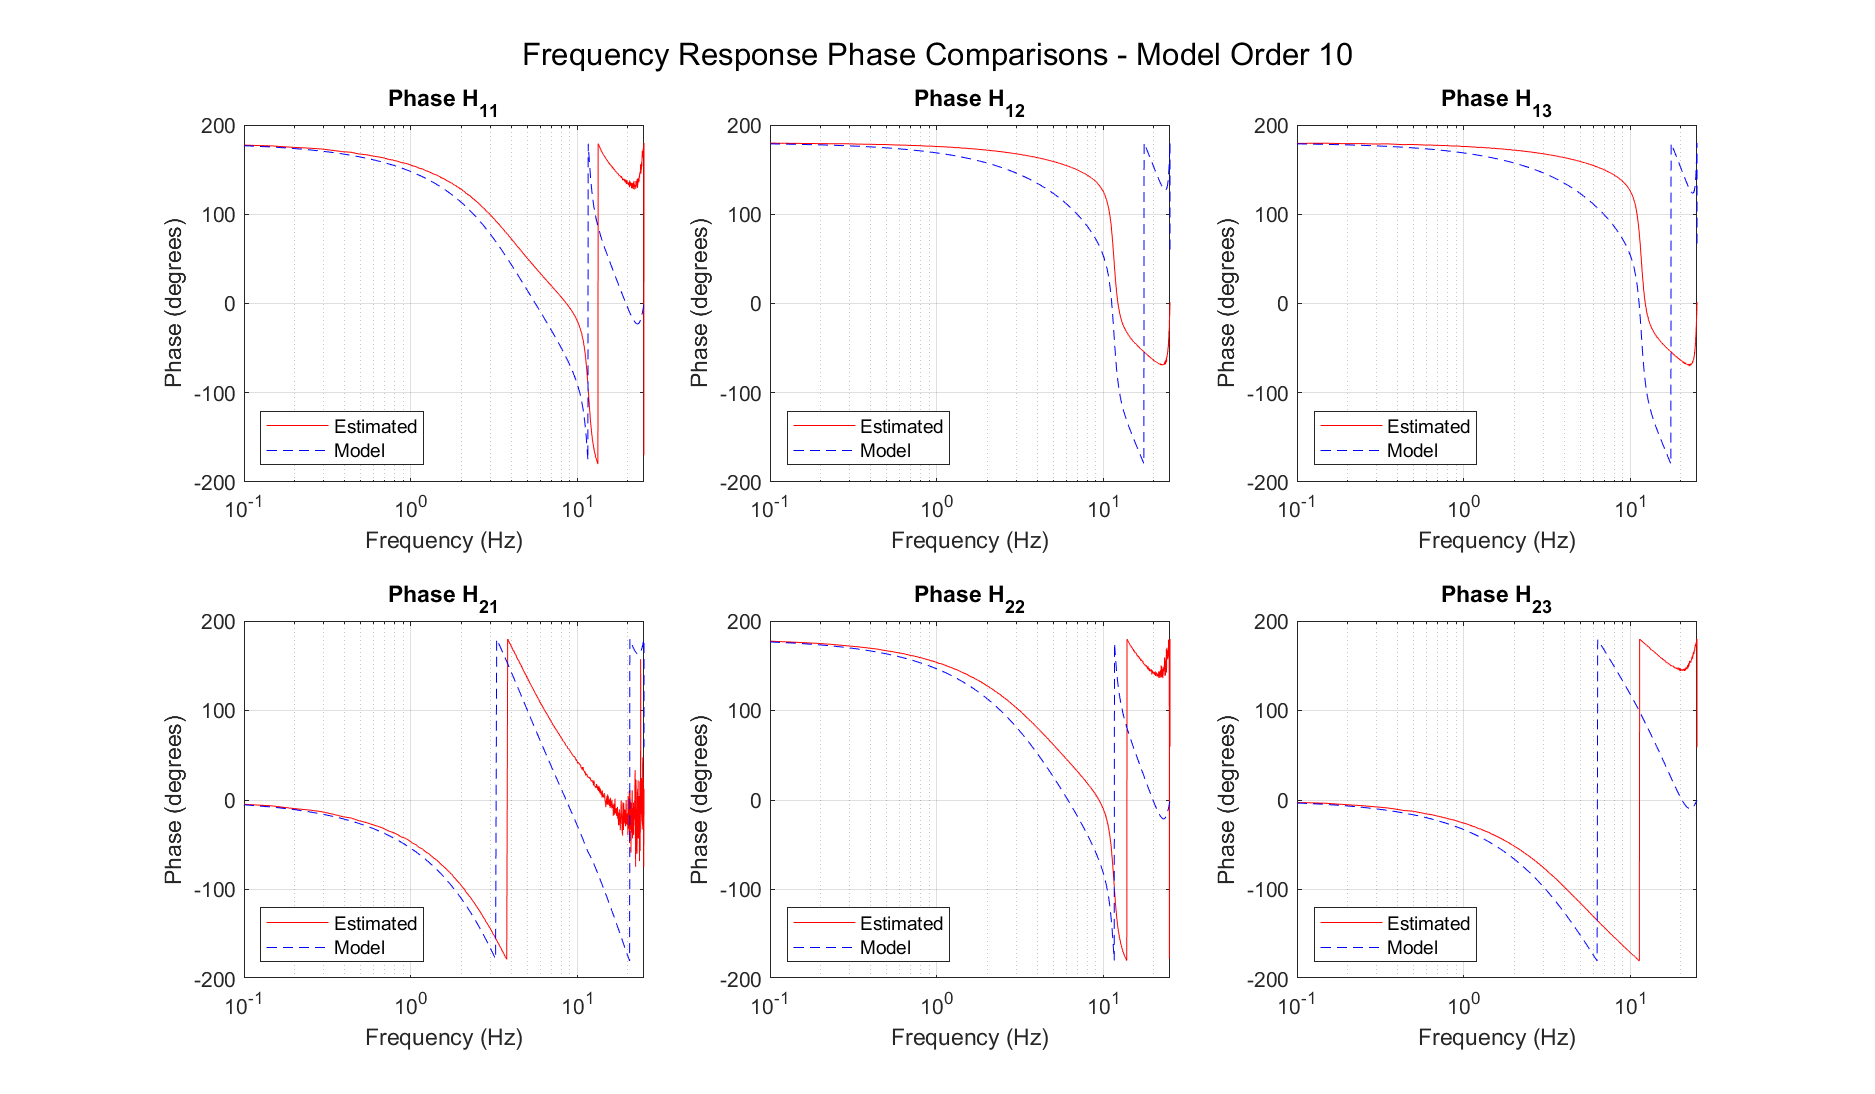 Frequency Response Phase Comparisons - Model Order 10
Phase H11
200
100
0
-100
-200
Phase (degrees)
Estimated
Model
10-1
100
101
Frequency (Hz)
Phase H12
200
100
0
-100
-200
Phase (degrees)
Estimated
Model
10-1
100
101
Frequency (Hz)
Phase H13
200
100
0
-100
-200
Phase (degrees)
Estimated
Model
10-1
100
101
Frequency (Hz)
Phase H21
200
100
0
-100
-200
Phase (degrees)
Estimated
Model
10-1
100
101
Frequency (Hz)
Phase H22
200
100
0
-100
-200
Phase (degrees)
Estimated
Model
10-1
100
101
Frequency (Hz)
Phase H23
200
100
0
-100
-200
Phase (degrees)
Estimated
Model
10-1
100
101
Frequency (Hz)